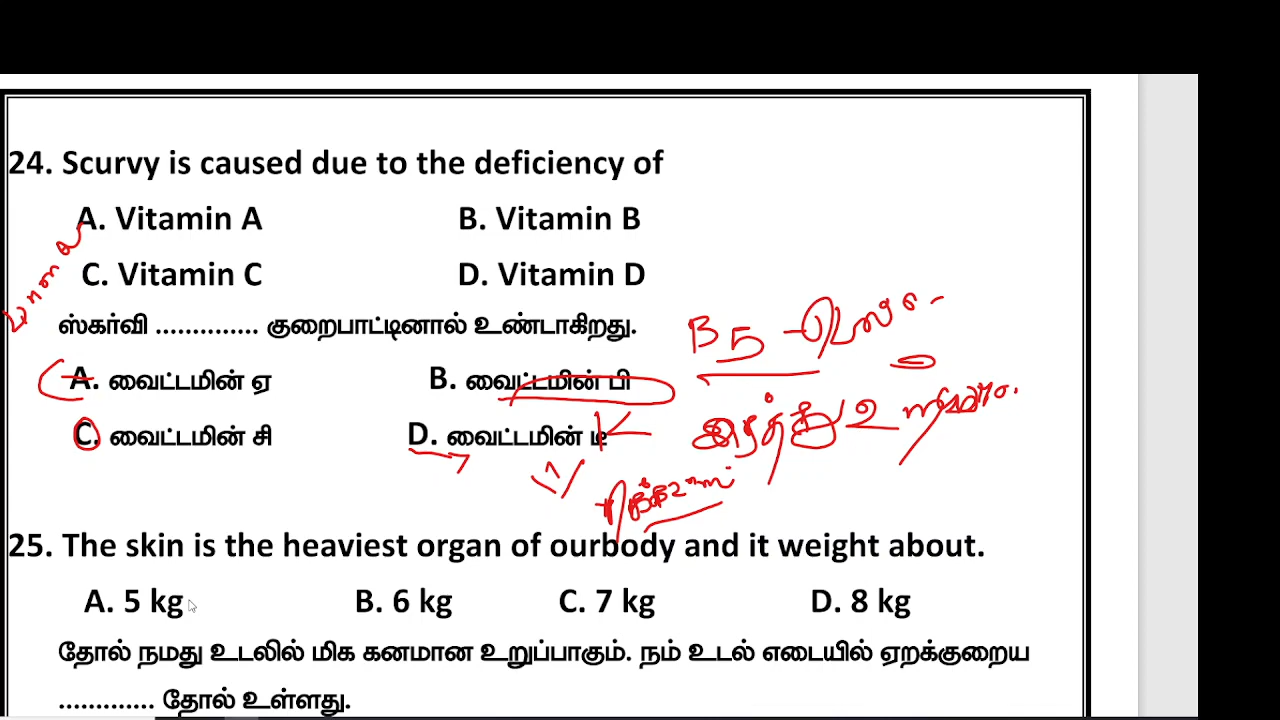 24. Scurvy is caused due to the deficiency of
A. Vitamin A B. Vitamin B
C. Vitamin C D. Vitamin D
ஸ்கர்வி .............. குறைபாட்டினால் உண்டாகிறது.
B5
A. வைட்டமின் ஏ B. வைட்டமின் பி
C. வைட்டமின் சி D. வைட்டமின் டி
K
25. The skin is the heaviest organ of ourbody and it weight about.
A. 5 kg B. 6 kg C. 7 kg D. 8 kg
தோல் நமது உடலில் மிக கனமான உறுப்பாகும். நம் உடல் எடையில் ஏறக்குறைய
............. தோல் உள்ளது.